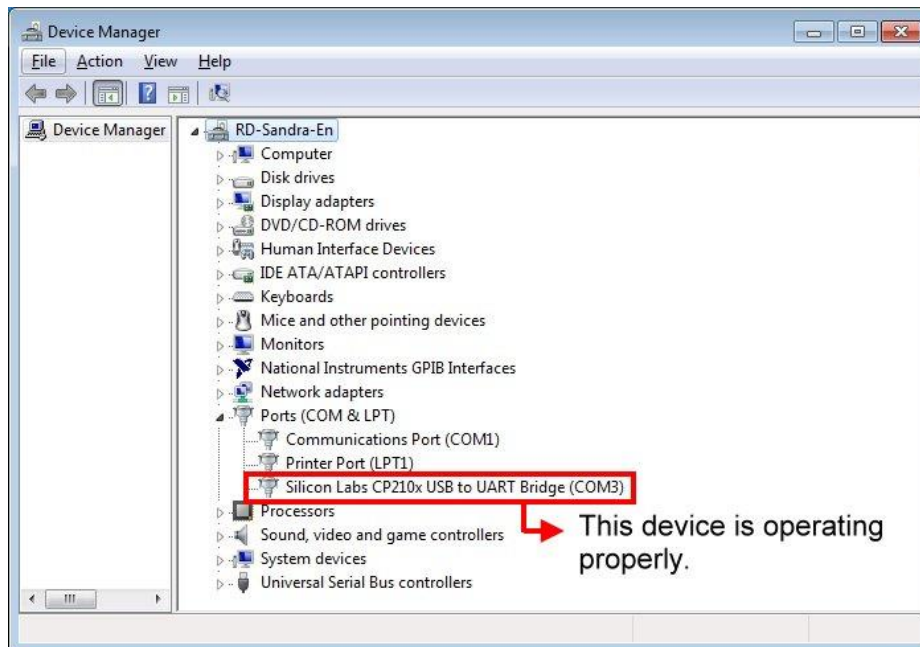 Device Manager
File Action View Help
Device Manager
RD-Sandra-En
Computer
Disk drives
Display adapters
DVD/CD-ROM drives
Human Interface Devices
IDE ATA/ATAPI controllers
Keyboards
Mice and other pointing devices
Monitors
National Instruments GPIB Interfaces
Network adapters
Ports (COM & LPT)
Communications Port (COM1)
Printer Port (LPT1)
Silicon Labs CP210x USB to UART Bridge (COM3)
Processors
Sound, video and game controllers
System devices
Universal Serial Bus controllers
This device is operating
properly.